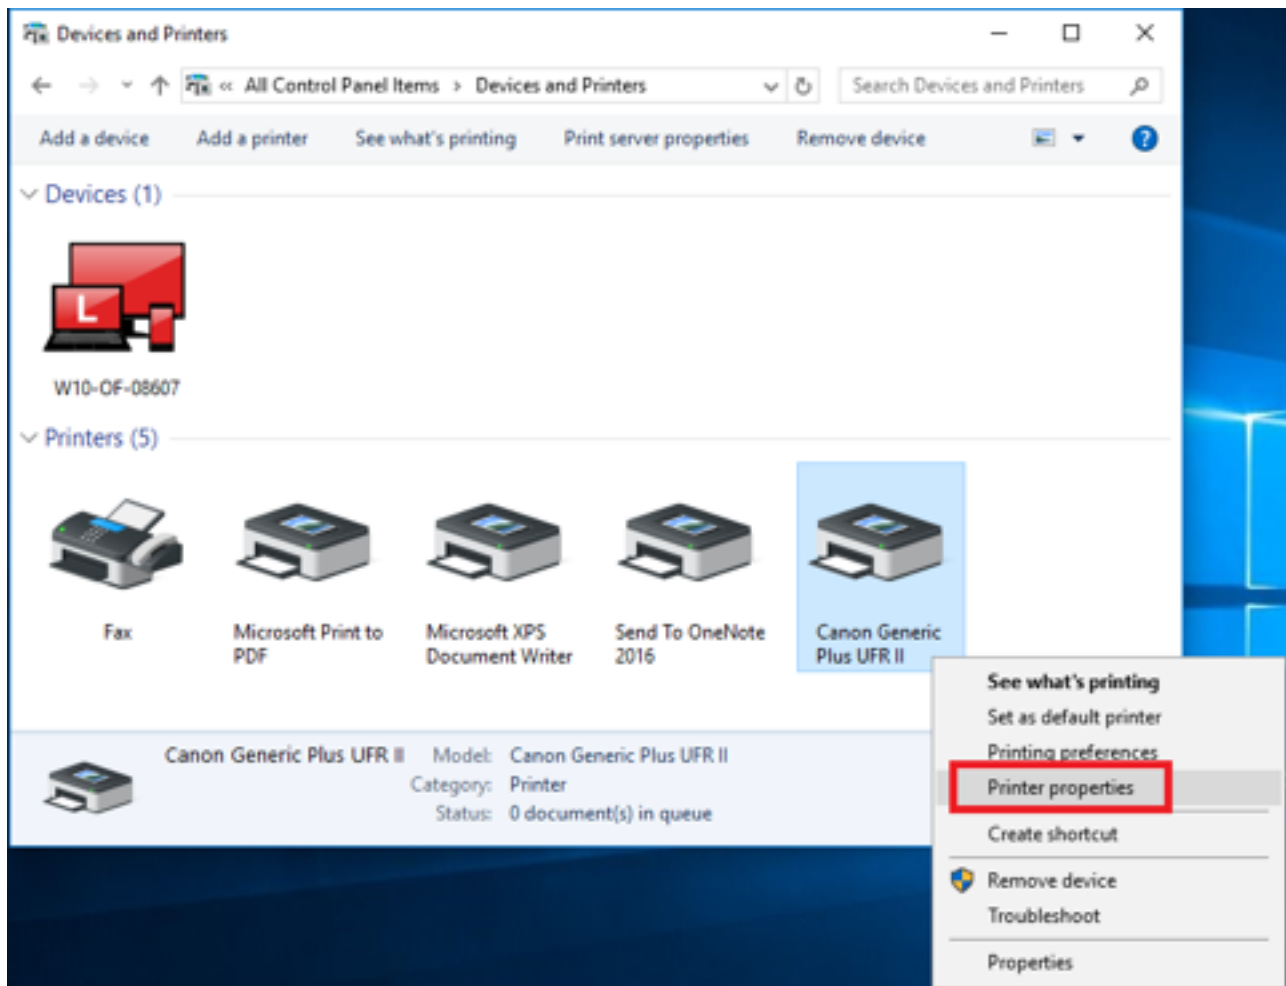 Devices and Printers
« All Control Panel Items > Devices and Printers
Search Devices and Printers
Add a device Add a printer See what's printing Print server properties Remove device ?
Devices (1)
L
W10-OF-08607
Printers (5)
Fax
Microsoft Print to
PDF
Microsoft XPS
Document Writer
Send To OneNote
2016
Canon Generic
Plus UFR II
Canon Generic Plus UFR II Model: Canon Generic Plus UFR II
Category: Printer
Status: 0 document(s) in queue
See what's printing
Set as default printer
Printing preferences
Printer properties
Create shortcut
Remove device
Troubleshoot
Properties